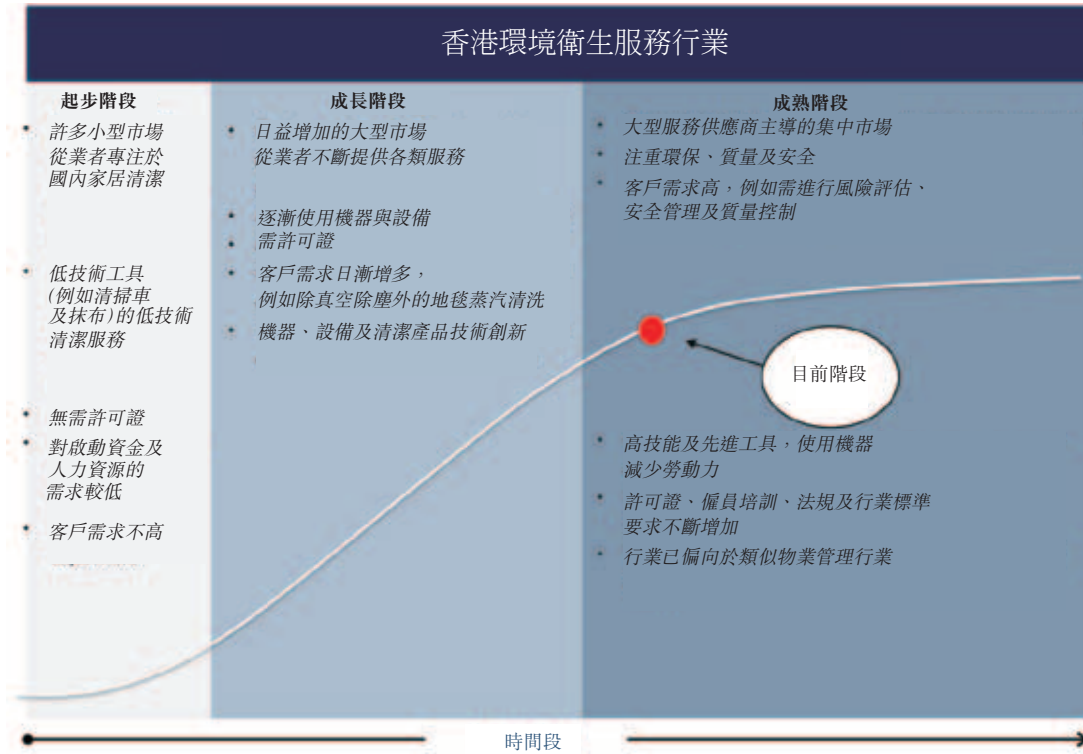 香港環境衛生服務行業
起步階段
• 許多小型市場
從業者專注於
國內家居清潔
• 低技術工具
(例如清掃車
及抹布)的低技術
清潔服務
• 無需許可證
• 對啟動資金及
人力資源的
需求較低
• 客戶需求不高
成長階段
• 日益增加的大型市場
從業者不斷提供各類服務
• 逐漸使用機器與設備
• 需許可證
• 客戶需求日漸增多，
例如除真空除塵外的地毯蒸汽清洗
• 機器、設備及清潔產品技術創新
成熟階段
• 大型服務供應商主導的集中市場
• 注重環保、質量及安全
• 客戶需求高，例如需進行風險評估、
安全管理及質量控制
目前階段
• 高技能及先進工具，使用機器
減少勞動力
• 許可證、僱員培訓、法規及行業標準
要求不斷增加
• 行業已偏向於類似物業管理行業
時間段